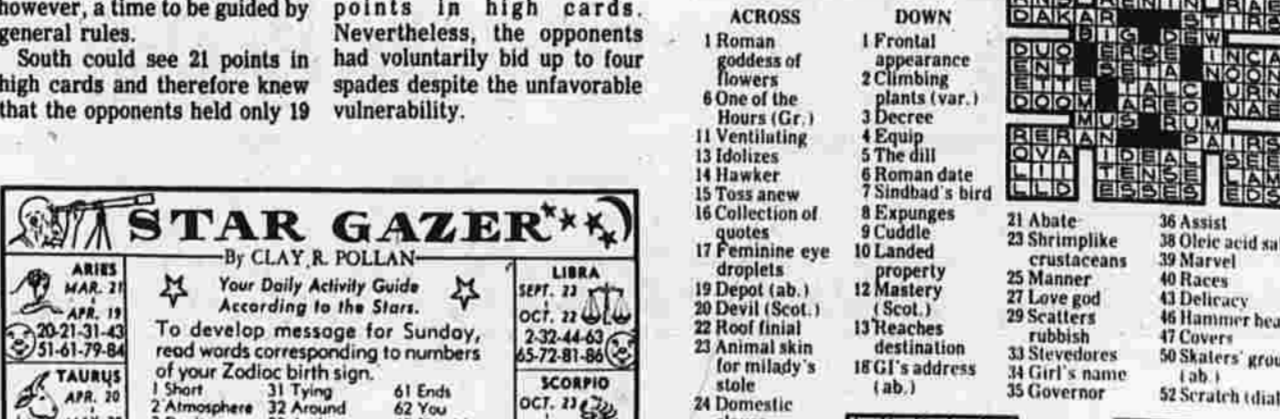 however, a time to be guided by
general rules.
South could see 21 points in
high cards and therefore knew
that the opponents held only 19
points in high cards.
Nevertheless, the opponents
had voluntarily bid up to four
spades despite the unfavorable
vulnerability.
STAR GAZER
By CLAY R. POLLAN
ARIES
MAR. 21
APR. 19
20-21-31-43
51-61-79-84
TAURUS
APR. 20
Your Daily Activity Guide
According to the Stars.
To develop message for Sunday,
read words corresponding to numbers
of your Zodiac birth sign.
1 Short
2 Atmosphere
31 Tying
32 Around
61 Ends
62 You
LIBRA
SEPT. 23
OCT. 22
2-32-44-63
65-72-81-86
SCORPIO
OCT. 23
ACROSS
1 Roman
goddess of
flowers
6 One of the
Hours (Gr.)
11 Ventilating
13 Idolizes
14 Hawker
15 Toss anew
16 Collection of
quotes
17 Feminine eye
droplets
19 Depot (ab.)
20 Devil (Scot.)
22 Roof finial
23 Animal skin
for milady's
stole
24 Domestic
DOWN
1 Frontal
appearance
2 Climbing
plants (var.)
3 Decree
4 Equip
5 The dill
6 Roman date
7 Sindbad's bird
8 Expunges
9 Cuddle
10 Landed
property
12 Mastery
(Scot.)
13 Reaches
destination
18 GI's address
(ab.)
DAKAR STIRS
BIG DEW
DUO ERSE INCA
ENT SETA NOON
ETTE TALC URN
DOOM AREO NAE
MUS RUM
RERAN PAIRS
OVA IDEAL SEE
LII TENSE AM
LLD ESSES EDS
21 Abate
23 Shrimplike
crustaceans
25 Manner
27 Love god
29 Scatters
rubbish
33 Stevedores
34 Girl's name
35 Governor
36 Assist
38 Oleic acid
39 Marvel
40 Races
43 Delicacy
46 Hammer
47 Covers
50 Skaters'
(ab.)
52 Scratch